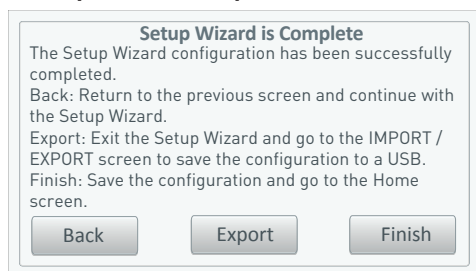 Setup Wizard is Complete
The Setup Wizard configuration has been successfully
completed.
Back: Return to the previous screen and continue with
the Setup Wizard.
Export: Exit the Setup Wizard and go to the IMPORT /
EXPORT screen to save the configuration to a USB.
Finish: Save the configuration and go to the Home
screen.
Back Export Finish